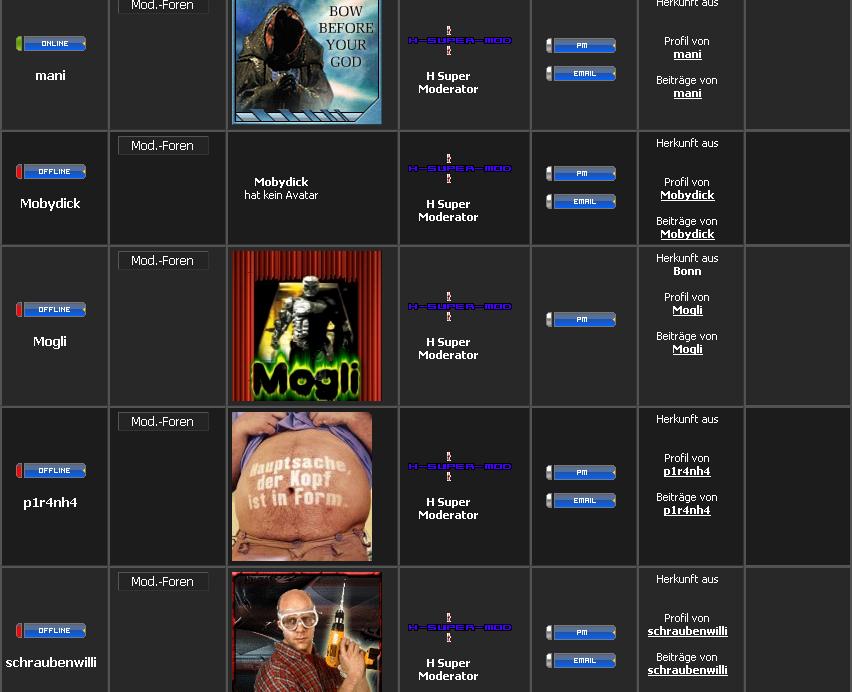 Mod.-Foren
BOW
BEFORE
YOUR
GOD
Herkunft aus
ONLINE
mani
H-SUPER-MOD
H Super
Moderator
PM
EMAIL
Profil von
mani
Beiträge von
mani
OFFLINE
Mobydick
Mod.-Foren
Mobydick
hat kein Avatar
H-SUPER-MOD
H Super
Moderator
PM
EMAIL
Herkunft aus
Profil von
Mobydick
Beiträge von
Mobydick
OFFLINE
Mogli
Mod.-Foren
Mogli
H-SUPER-MOD
H Super
Moderator
PM
Herkunft aus
Bonn
Profil von
Mogli
Beiträge von
Mogli
OFFLINE
p1r4nh4
Mod.-Foren
Hauptsache,
der Kopf
ist in Form.
H-SUPER-MOD
H Super
Moderator
PM
EMAIL
Herkunft aus
Profil von
p1r4nh4
Beiträge von
p1r4nh4
OFFLINE
schraubenwilli
Mod.-Foren
H-SUPER-MOD
H Super
Moderator
PM
EMAIL
Herkunft aus
Profil von
schraubenwilli
Beiträge von
schraubenwilli